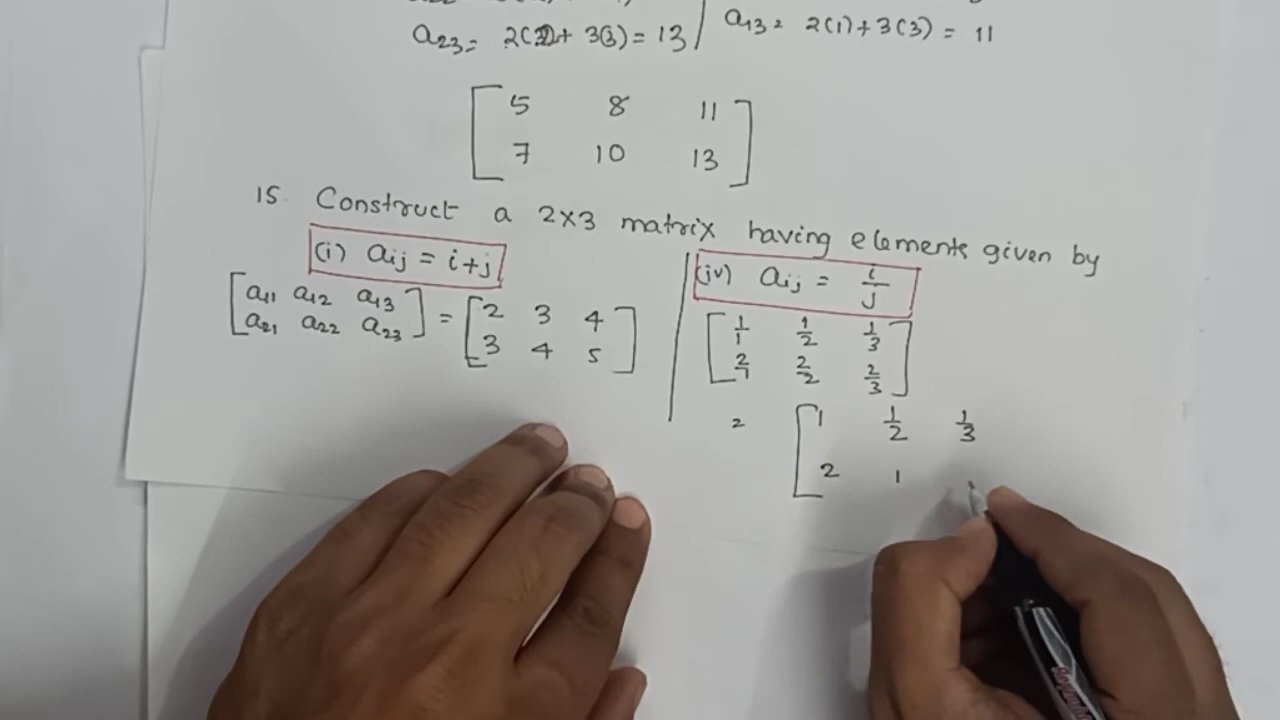 a23 = 2(2)+ 3(3) = 13 / a13 = 2(1)+3(3) = 11
[ 5 8 11
7 10 13 ]
15. Construct a 2×3 matrix having elements given by
(i) aij = i+j
[ a11 a12 a13
a21 a22 a23 ] = [ 2 3 4
3 4 5 ]
(iv) aij = i/j
[ 1/1 1/2 1/3
2/1 2/2 2/3 ]
2 [ 1 1/2 1/3
2 1